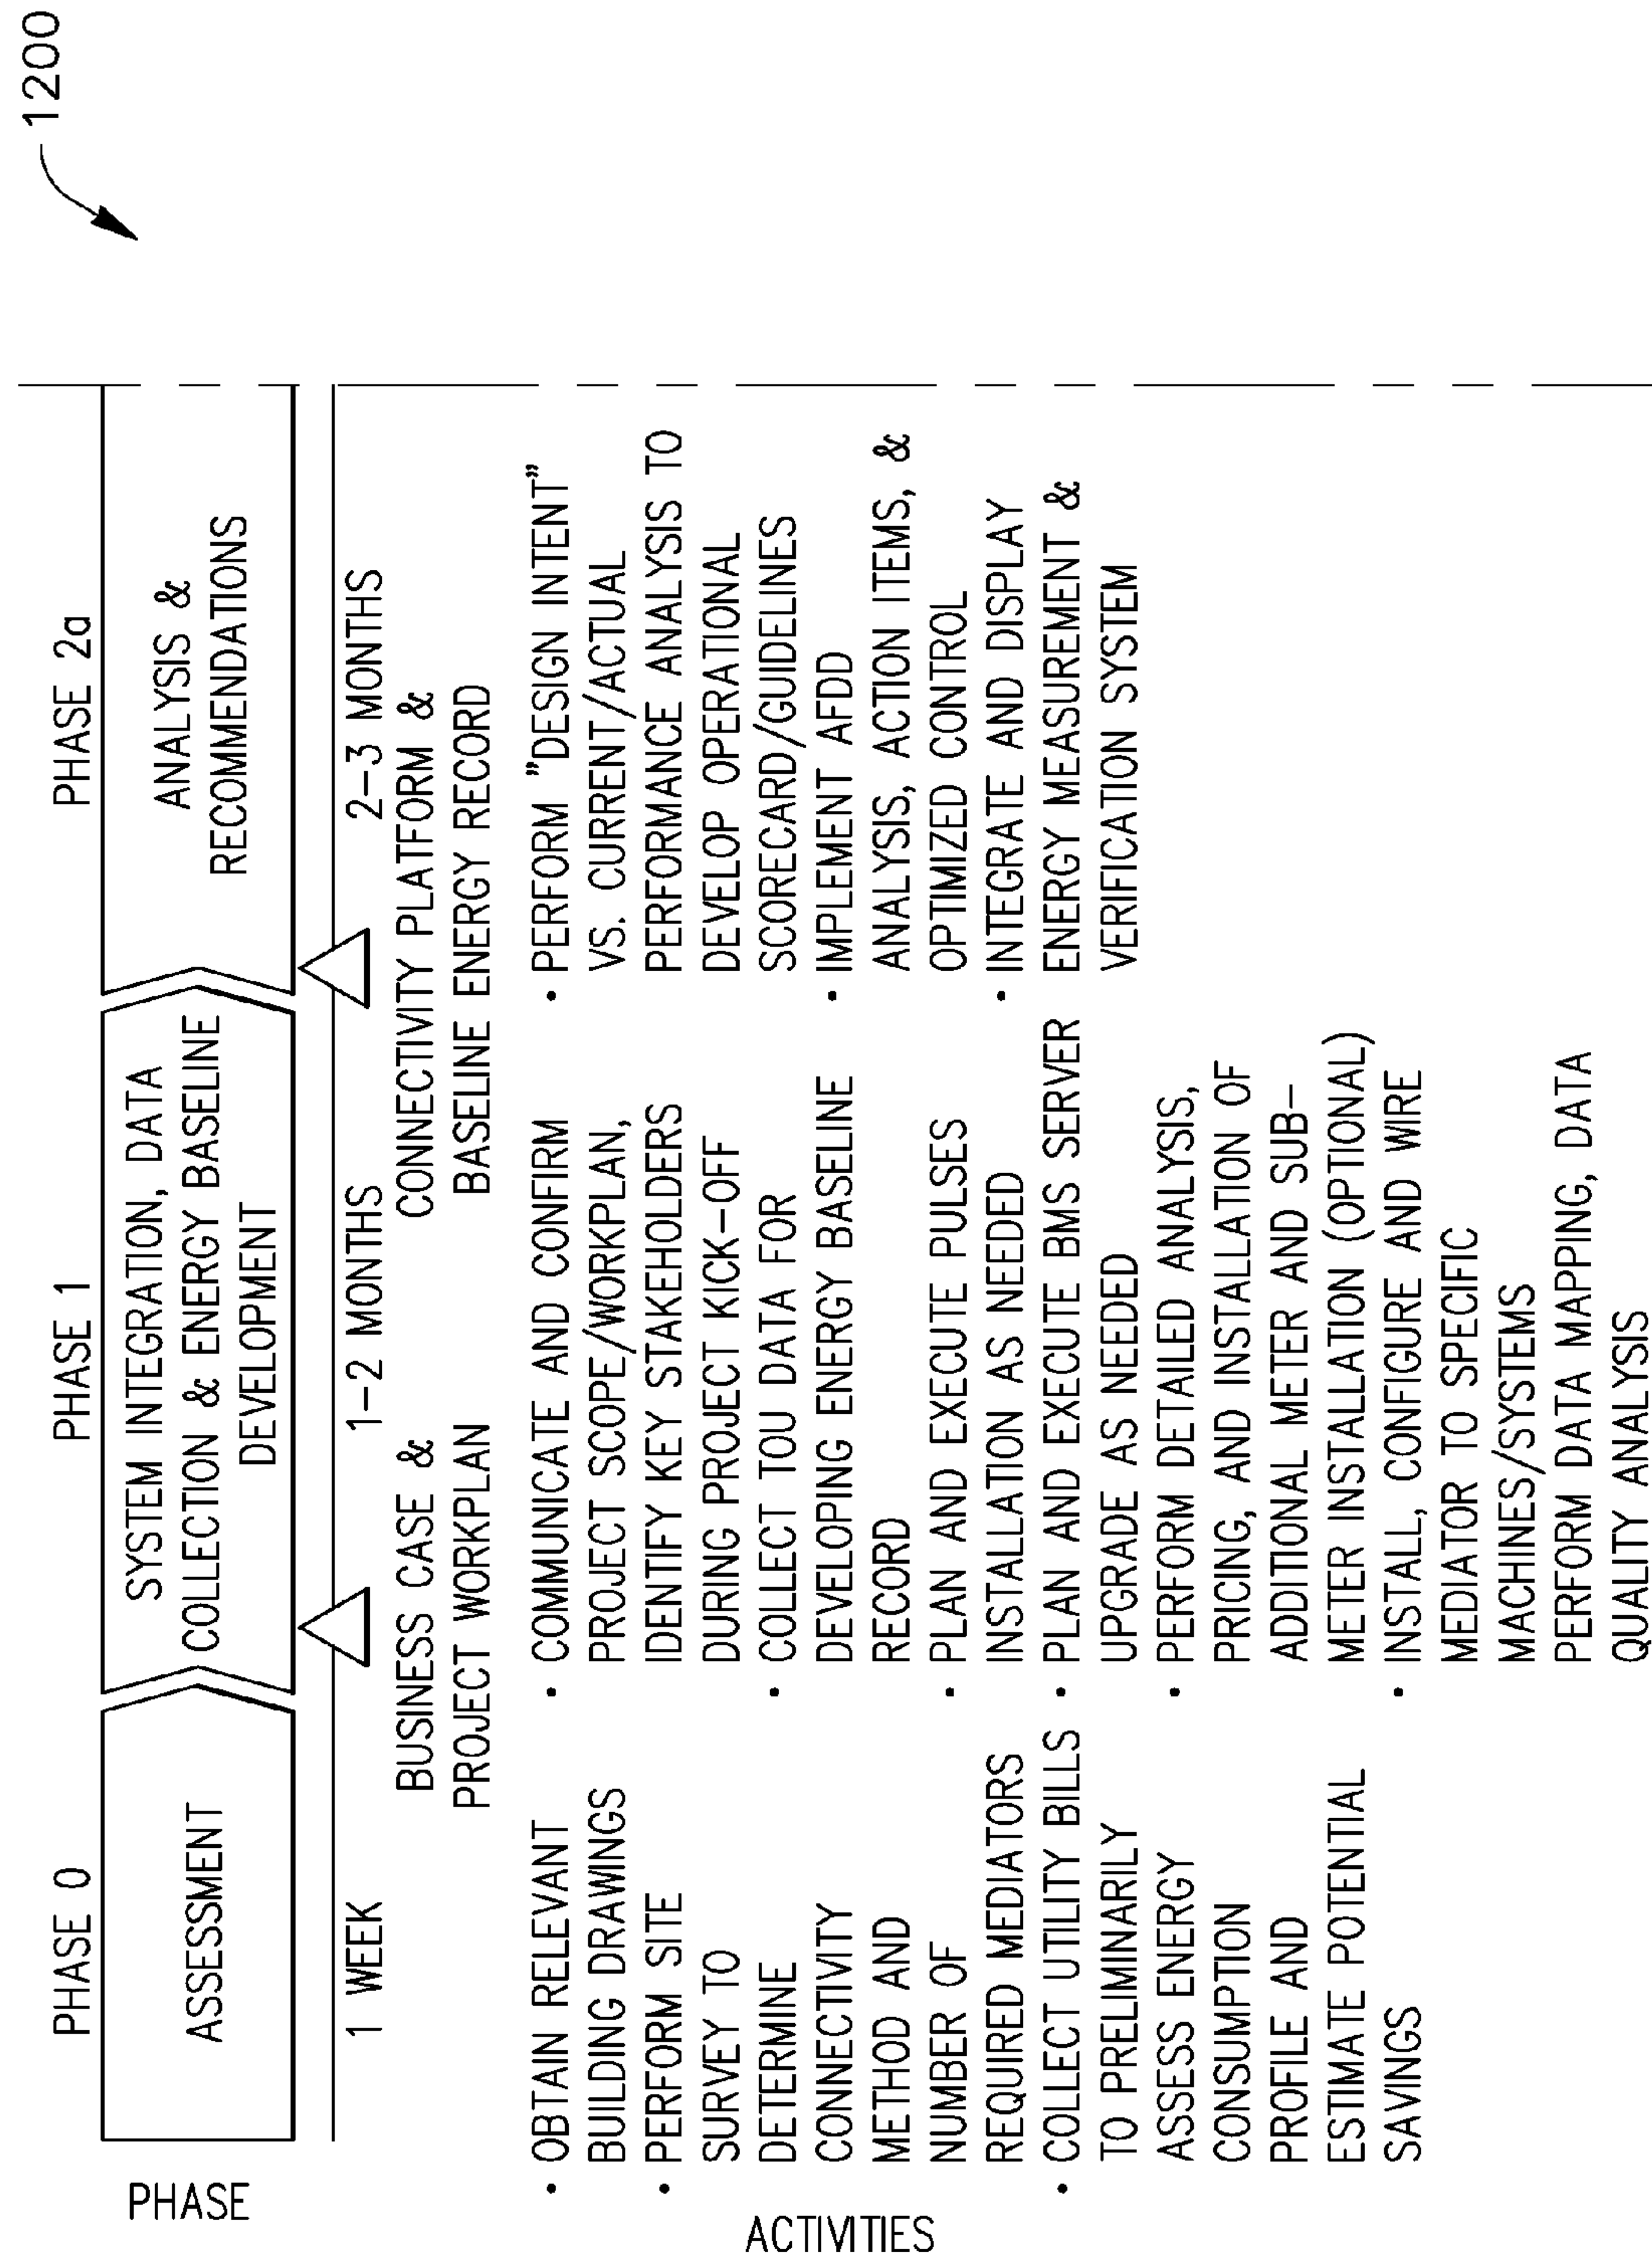 1200
PHASE
PHASE 0
ASSESSMENT
1 WEEK
PHASE 1
SYSTEM INTEGRATION, DATA
COLLECTION & ENERGY BASELINE
DEVELOPMENT
1-2 MONTHS
PHASE 2a
ANALYSIS &
RECOMMENDATIONS
2-3 MONTHS
BUSINESS CASE &
PROJECT WORKPLAN
CONNECTIVITY PLATFORM &
BASELINE ENERGY RECORD
ACTIVITIES
• OBTAIN RELEVANT
BUILDING DRAWINGS
• PERFORM SITE
SURVEY TO
DETERMINE
CONNECTIVITY
METHOD AND
NUMBER OF
REQUIRED MEDIATORS
• COLLECT UTILITY BILLS
TO PRELIMINARILY
ASSESS ENERGY
CONSUMPTION
PROFILE AND
ESTIMATE POTENTIAL
SAVINGS
• COMMUNICATE AND CONFIRM
PROJECT SCOPE/WORKPLAN,
IDENTIFY KEY STAKEHOLDERS
DURING PROJECT KICK-OFF
• COLLECT TOU DATA FOR
DEVELOPING ENERGY BASELINE
RECORD
• PLAN AND EXECUTE PULSES
INSTALLATION AS NEEDED
• PLAN AND EXECUTE BMS SERVER
UPGRADE AS NEEDED
• PERFORM DETAILED ANALYSIS,
PRICING, AND INSTALLATION OF
ADDITIONAL METER AND SUB-
METER INSTALLATION (OPTIONAL)
• INSTALL, CONFIGURE AND WIRE
MEDIATOR TO SPECIFIC
MACHINES/SYSTEMS
PERFORM DATA MAPPING, DATA
QUALITY ANALYSIS
• PERFORM "DESIGN INTENT"
VS. CURRENT/ACTUAL
PERFORMANCE ANALYSIS TO
DEVELOP OPERATIONAL
SCORECARD/GUIDELINES
• IMPLEMENT AFDD
ANALYSIS, ACTION ITEMS, &
OPTIMIZED CONTROL
• INTEGRATE AND DISPLAY
ENERGY MEASUREMENT &
VERIFICATION SYSTEM